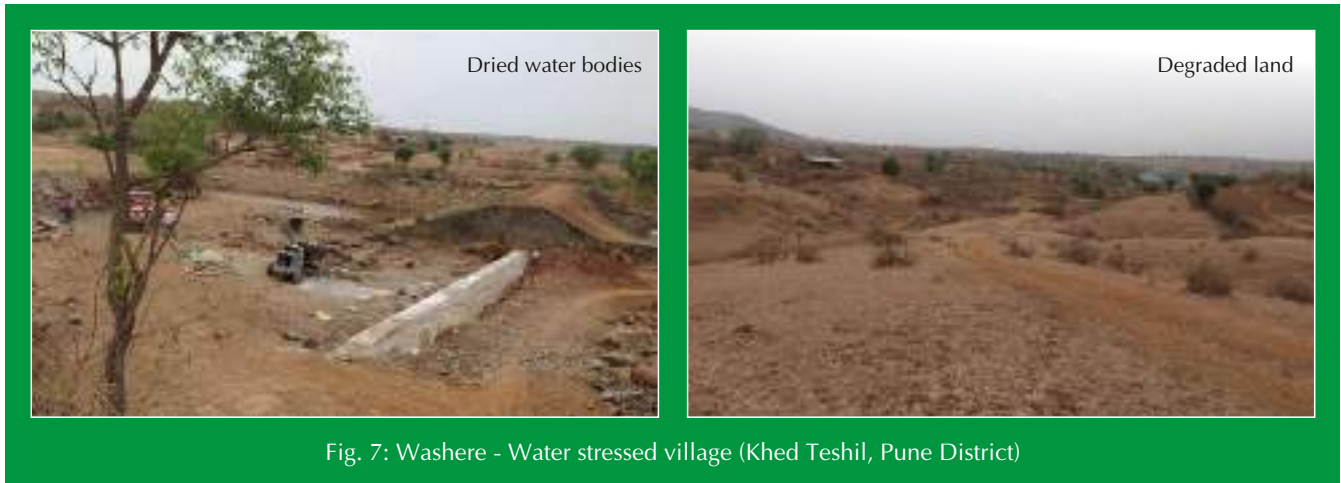 Dried water bodies
Degraded land
Fig. 7: Washere - Water stressed village (Khed Teshil, Pune District)